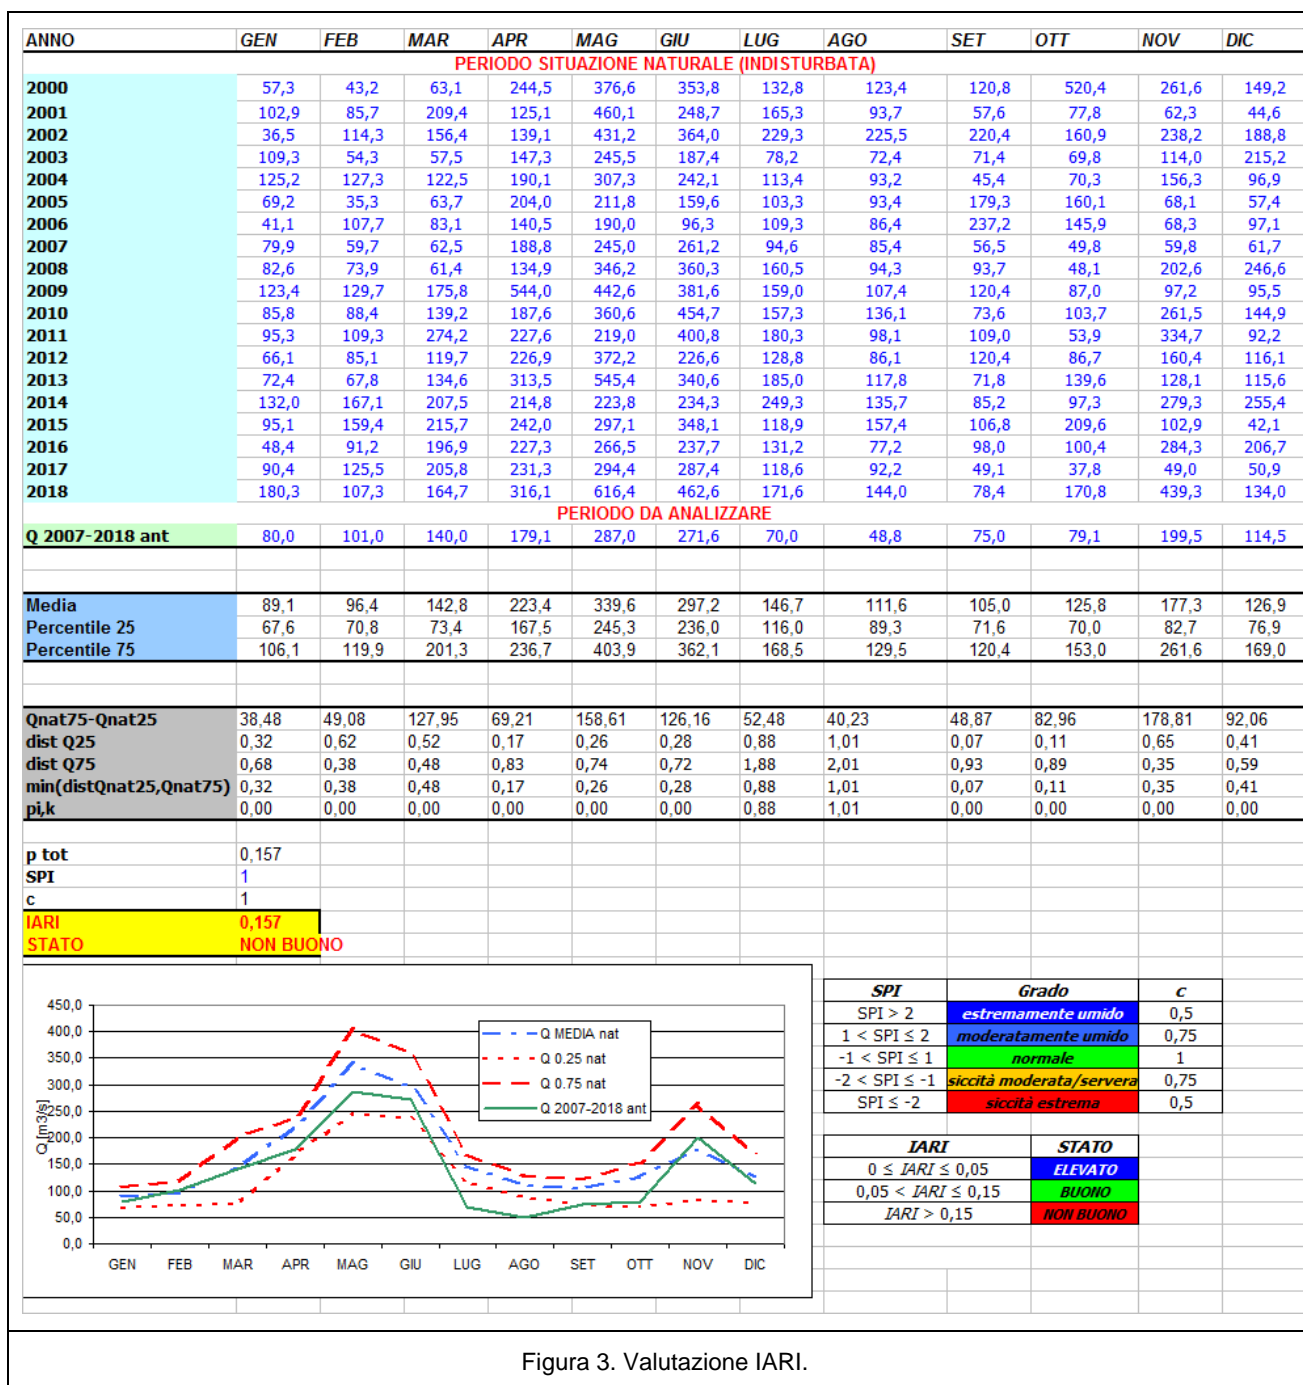 ANNO GEN FEB MAR APR MAG GIU LUG AGO SET OTT NOV DIC
PERIODO SITUAZIONE NATURALE (INDISTURBATA)
2000 57,3 43,2 63,1 244,5 376,6 353,8 132,8 123,4 120,8 520,4 261,6 149,2
2001 102,9 85,7 209,4 125,1 460,1 248,7 165,3 93,7 57,6 77,8 62,3 44,6
2002 36,5 114,3 156,4 139,1 431,2 364,0 229,3 225,5 220,4 160,9 238,2 188,8
2003 109,3 54,3 57,5 147,3 245,5 187,4 78,2 72,4 71,4 69,8 114,0 215,2
2004 125,2 127,3 122,5 190,1 307,3 242,1 113,4 93,2 45,4 70,3 156,3 96,9
2005 69,2 35,3 63,7 204,0 211,8 159,6 103,3 93,4 179,3 160,1 68,1 57,4
2006 41,1 107,7 83,1 140,5 190,0 96,3 109,3 86,4 237,2 145,9 68,3 97,1
2007 79,9 59,7 62,5 188,8 245,0 261,2 94,6 85,4 56,5 49,8 59,8 61,7
2008 82,6 73,9 61,4 134,9 346,2 360,3 160,5 94,3 93,7 48,1 202,6 246,6
2009 123,4 129,7 175,8 544,0 442,6 381,6 159,0 107,4 120,4 87,0 97,2 95,5
2010 85,8 88,4 139,2 187,6 360,6 454,7 157,3 136,1 73,6 103,7 261,5 144,9
2011 95,3 109,3 274,2 227,6 219,0 400,8 180,3 98,1 109,0 53,9 334,7 92,2
2012 66,1 85,1 119,7 226,9 372,2 226,6 128,8 86,1 120,4 86,7 160,4 116,1
2013 72,4 67,8 134,6 313,5 545,4 340,6 185,0 117,8 71,8 139,6 128,1 115,6
2014 132,0 167,1 207,5 214,8 223,8 234,3 249,3 135,7 85,2 97,3 279,3 255,4
2015 95,1 159,4 215,7 242,0 297,1 348,1 118,9 157,4 106,8 209,6 102,9 42,1
2016 48,4 91,2 196,9 227,3 266,5 237,7 131,2 77,2 98,0 100,4 284,3 206,7
2017 90,4 125,5 205,8 231,3 294,4 287,4 118,6 92,2 49,1 37,8 49,0 50,9
2018 180,3 107,3 164,7 316,1 616,4 462,6 171,6 144,0 78,4 170,8 439,3 134,0
PERIODO DA ANALIZZARE
Q 2007-2018 ant 80,0 101,0 140,0 179,1 287,0 271,6 70,0 48,8 75,0 79,1 199,5 114,5
Media 89,1 96,4 142,8 223,4 339,6 297,2 146,7 111,6 105,0 125,8 177,3 126,9
Percentile 25 67,6 70,8 73,4 167,5 245,3 236,0 116,0 89,3 71,6 70,0 82,7 76,9
Percentile 75 106,1 119,9 201,3 236,7 403,9 362,1 168,5 129,5 120,4 153,0 261,6 169,0
Qnat75-Qnat25 38,48 49,08 127,95 69,21 158,61 126,16 52,48 40,23 48,87 82,96 178,81 92,06
dist Q25 0,32 0,62 0,52 0,17 0,26 0,28 0,88 1,01 0,07 0,11 0,65 0,41
dist Q75 0,68 0,38 0,48 0,83 0,74 0,72 1,88 2,01 0,93 0,89 0,35 0,59
min(distQnat25,Qnat75) 0,32 0,38 0,48 0,17 0,26 0,28 0,88 1,01 0,07 0,11 0,35 0,41
pi,k 0,00 0,00 0,00 0,00 0,00 0,00 0,88 1,01 0,00 0,00 0,00 0,00
p tot 0,157
SPI 1
c 1
IARI 0,157
STATO NON BUONO
Q [m3/s]
450,0
400,0
350,0
300,0
250,0
200,0
150,0
100,0
50,0
0,0
GEN FEB MAR APR MAG GIU LUG AGO SET OTT NOV DIC
Q MEDIA nat
Q 0.25 nat
Q 0.75 nat
Q 2007-2018 ant
SPI Grado c
SPI > 2 estremamente umido 0,5
1 < SPI ≤ 2 moderatamente umido 0,75
-1 < SPI ≤ 1 normale 1
-2 < SPI ≤ -1 siccità moderata/servera 0,75
SPI ≤ -2 siccità estrema 0,5
IARI STATO
0 ≤ IARI ≤ 0,05 ELEVATO
0,05 < IARI ≤ 0,15 BUONO
IARI > 0,15 NON BUONO
Figura 3. Valutazione IARI.